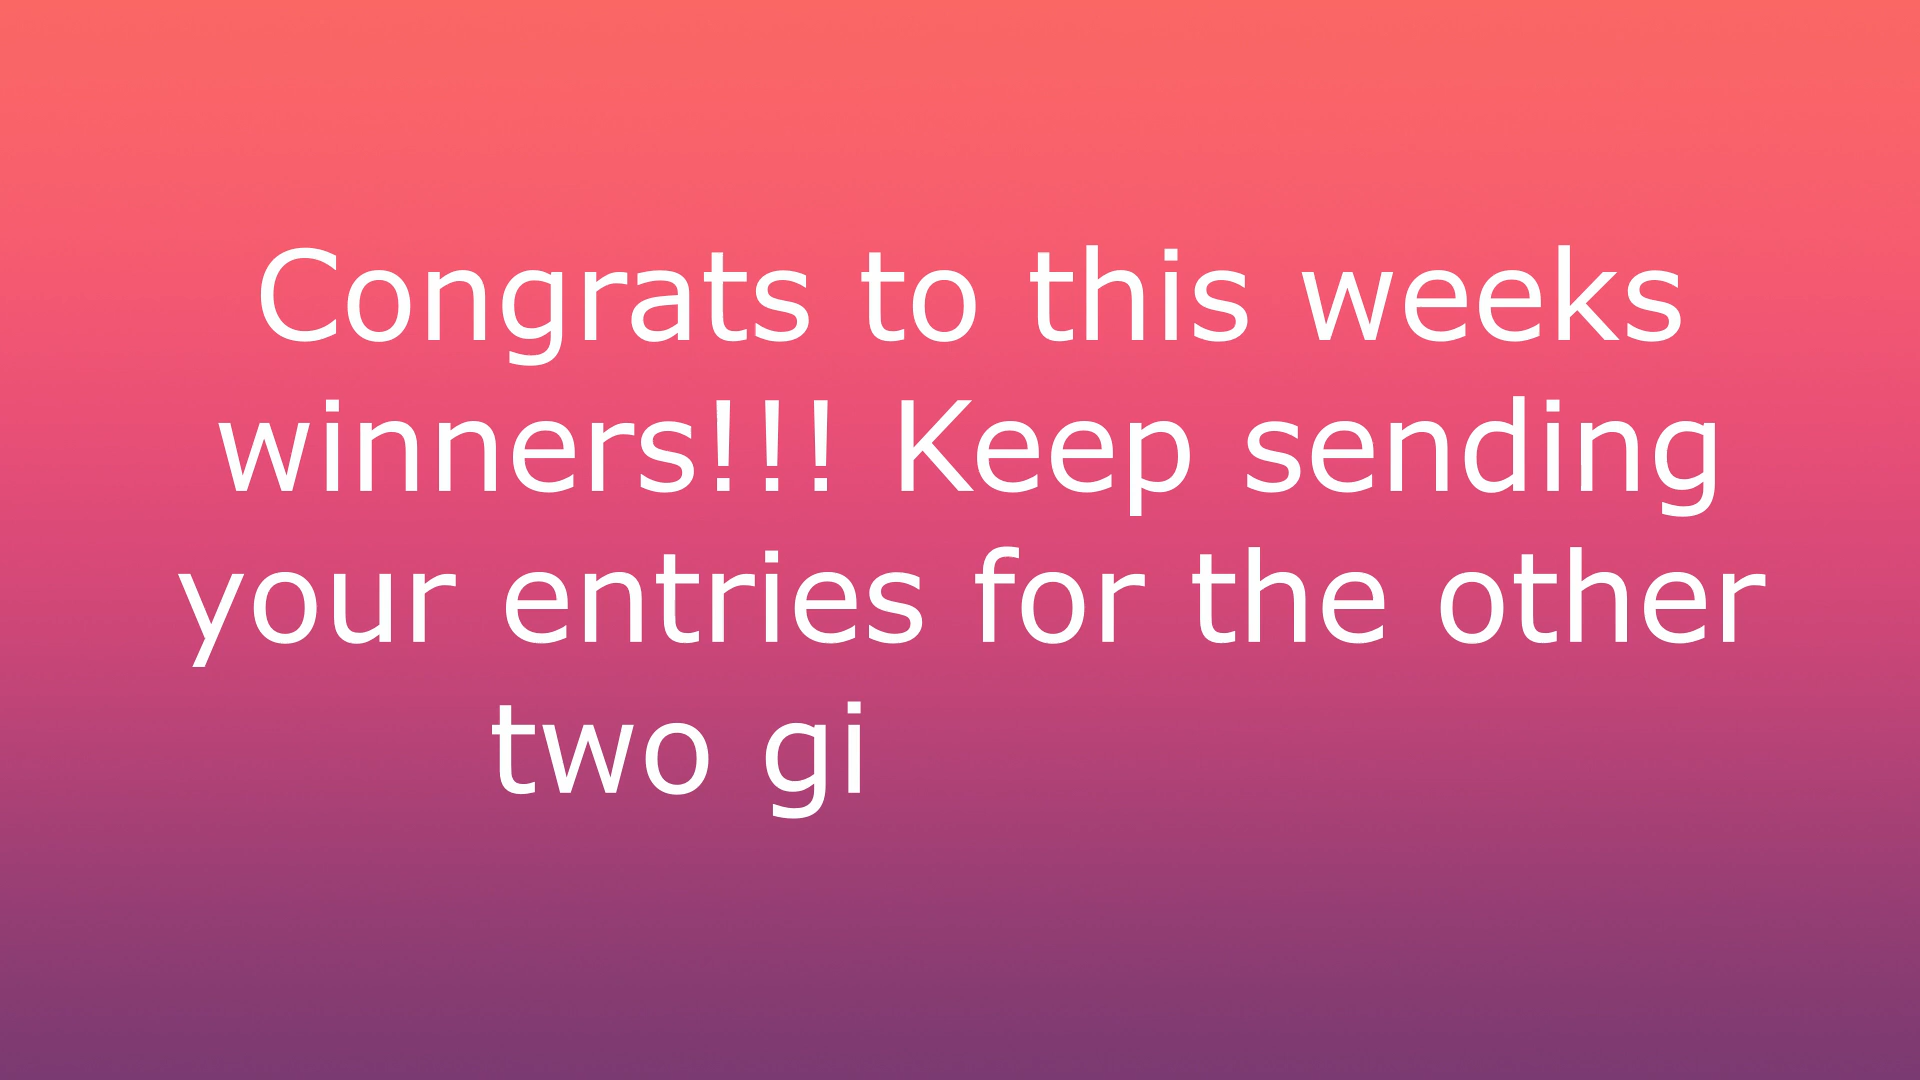 Congrats to this weeks
winners!!! Keep sending
your entries for the other
two gi